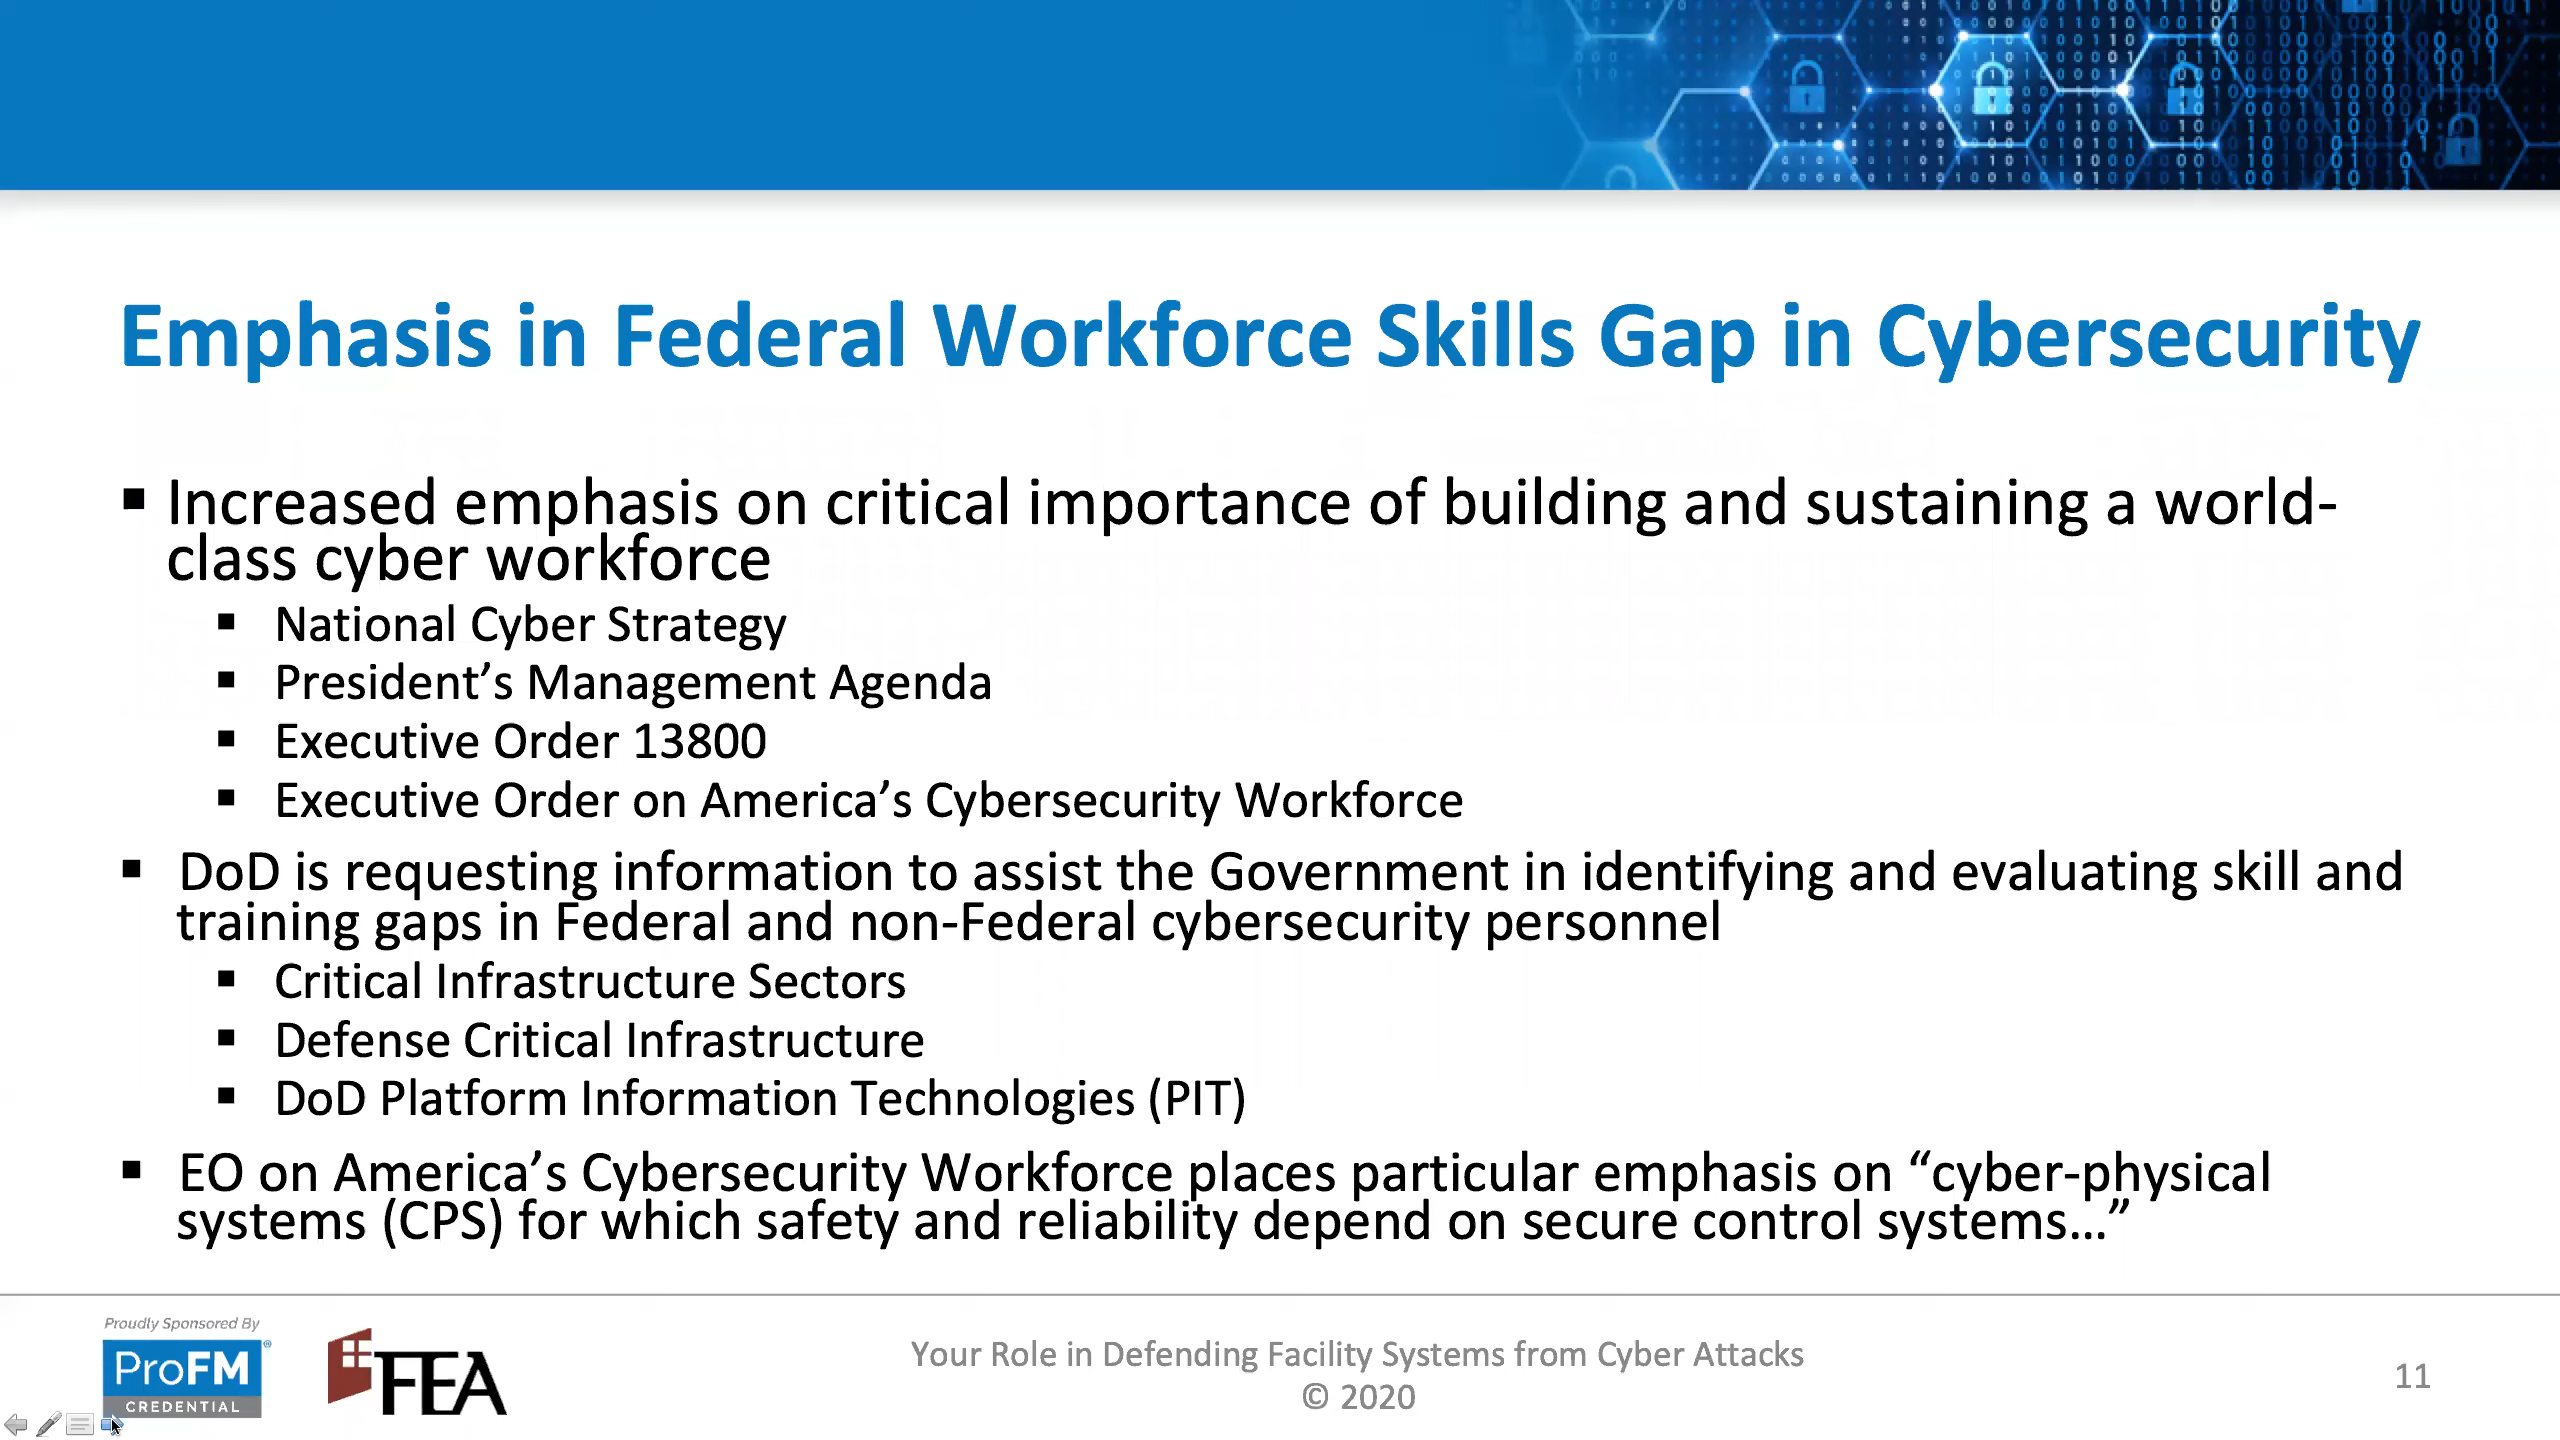 Emphasis in Federal Workforce Skills Gap in Cybersecurity
▪ Increased emphasis on critical importance of building and sustaining a world-
class cyber workforce
▪ National Cyber Strategy
▪ President’s Management Agenda
▪ Executive Order 13800
▪ Executive Order on America’s Cybersecurity Workforce
▪ DoD is requesting information to assist the Government in identifying and evaluating skill and
training gaps in Federal and non-Federal cybersecurity personnel
▪ Critical Infrastructure Sectors
▪ Defense Critical Infrastructure
▪ DoD Platform Information Technologies (PIT)
▪ EO on America’s Cybersecurity Workforce places particular emphasis on “cyber-physical
systems (CPS) for which safety and reliability depend on secure control systems…”
Proudly Sponsored By
ProFM®
CREDENTIAL
FEA
Your Role in Defending Facility Systems from Cyber Attacks
© 2020
11